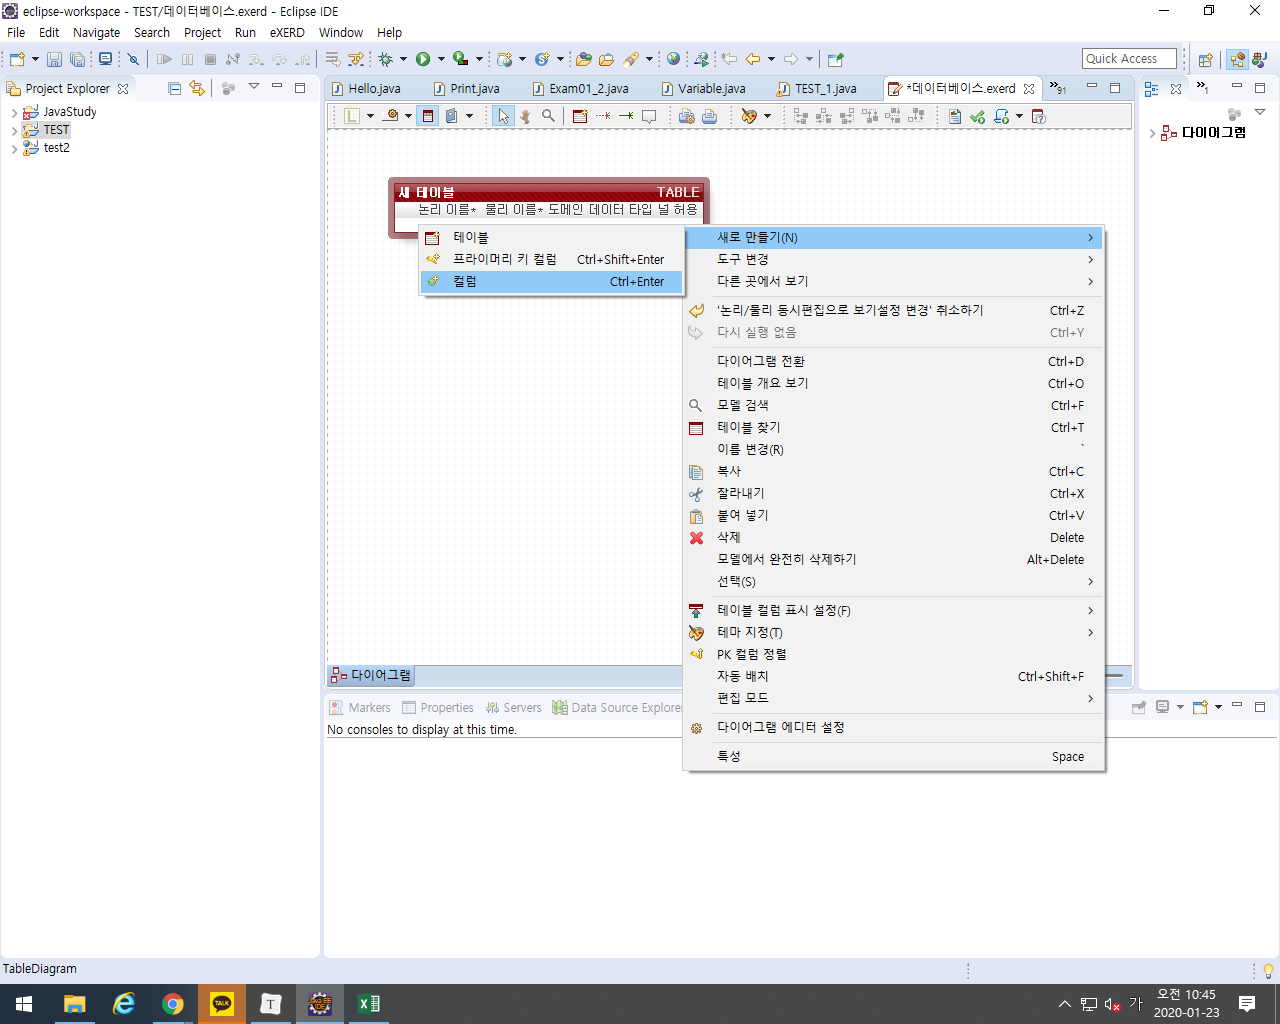 eclipse-workspace - TEST/데이터베이스.exerd - Eclipse IDE
File Edit Navigate Search Project Run eXERD Window Help
Quick Access
Project Explorer
JavaStudy
TEST
test2
Hello.java Print.java Exam01_2.java Variable.java TEST_1.java *데이터베이스.exerd »91
»1
다이어그램
새 테이블 TABLE
논리 이름* 물리 이름* 도메인 데이터 타입 널 허용
테이블
프라이머리 키 컬럼 Ctrl+Shift+Enter
컬럼 Ctrl+Enter
새로 만들기(N)
도구 변경
다른 곳에서 보기
'논리/물리 동시편집으로 보기설정 변경' 취소하기 Ctrl+Z
다시 실행 없음 Ctrl+Y
다이어그램 전환 Ctrl+D
테이블 개요 보기 Ctrl+O
모델 검색 Ctrl+F
테이블 찾기 Ctrl+T
이름 변경(R) `
복사 Ctrl+C
잘라내기 Ctrl+X
붙여 넣기 Ctrl+V
삭제 Delete
모델에서 완전히 삭제하기 Alt+Delete
선택(S)
테이블 컬럼 표시 설정(F)
테마 지정(T)
PK 컬럼 정렬
자동 배치 Ctrl+Shift+F
편집 모드
다이어그램 에디터 설정
특성 Space
다이어그램
Markers Properties Servers Data Source Explorer
No consoles to display at this time.
TableDiagram
TALK
T
Java EE
IDE
가
오전 10:45
2020-01-23